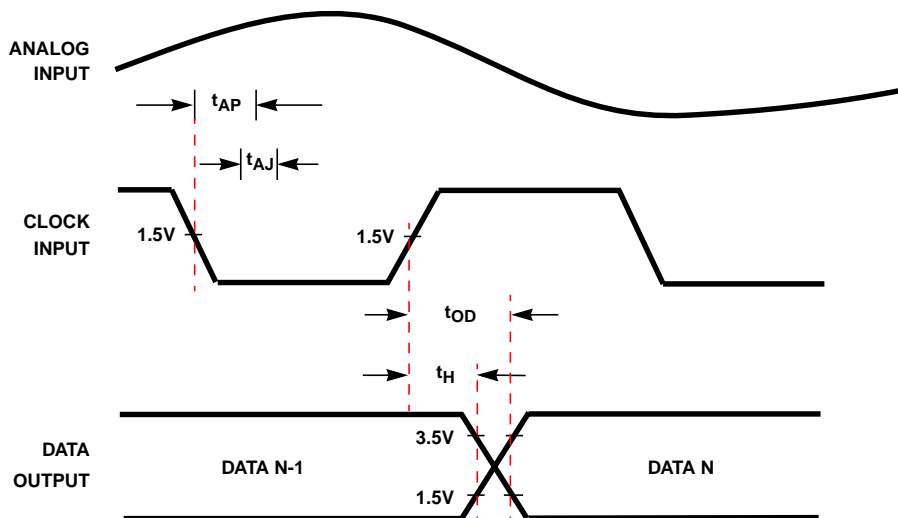 ANALOG
INPUT
tAP
tAJ
CLOCK
INPUT
1.5V
1.5V
tOD
tH
DATA
OUTPUT
3.5V
DATA N-1
DATA N
1.5V